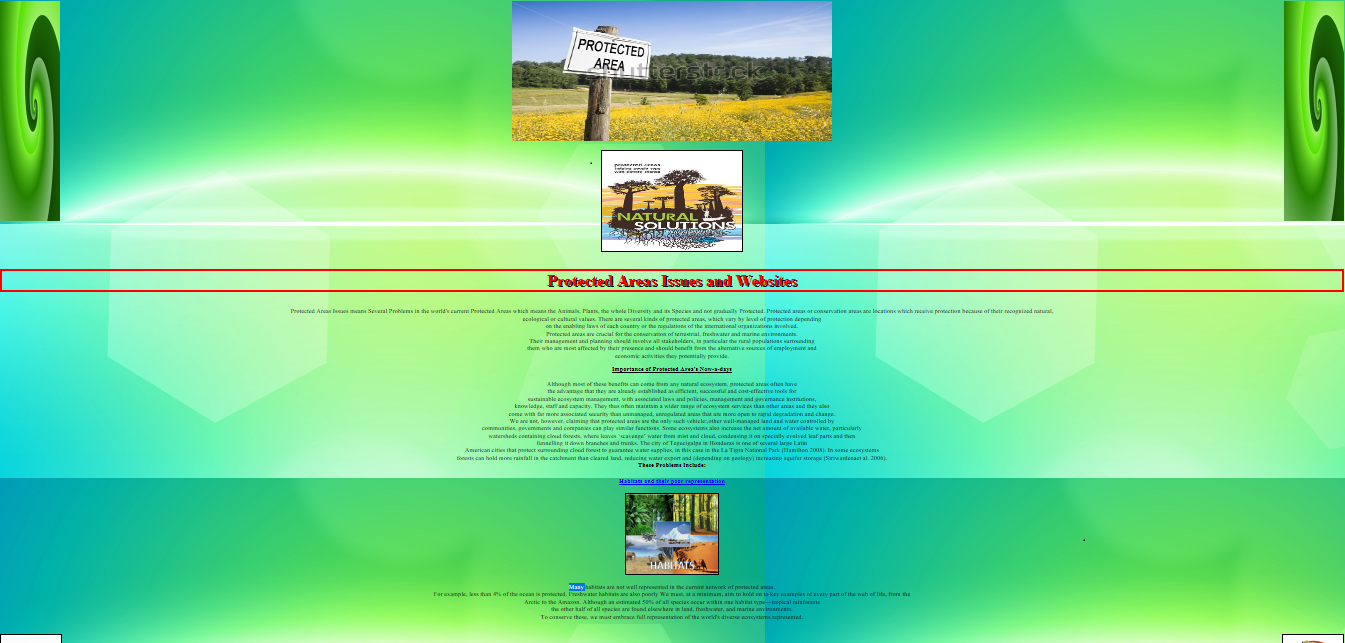 PROTECTED
AREA
shutterstock
protected areas
helping people cope
with climate change
NATURAL
SOLUTIONS
Protected Areas Issues and Websites
Protected Areas Issues means Several Problems in the world's current Protected Areas which means the Animals, Plants, the whole Diversity and its Species and not gradually Protected. Protected areas or conservation areas are locations which receive protection because of their recognized natural,
ecological or cultural values. There are several kinds of protected areas, which vary by level of protection depending
on the enabling laws of each country or the regulations of the international organizations involved.
Protected areas are crucial for the conservation of terrestrial, freshwater and marine environments.
Their management and planning should involve all stakeholders, in particular the rural populations surrounding
them who are most affected by their presence and should benefit from the alternative sources of employment and
economic activities they potentially provide.
Importance of Protected Area's Now-a-days
Although most of these benefits can come from any natural ecosystem, protected areas often have
the advantage that they are already established as efficient, successful and cost-effective tools for
sustainable ecosystem management, with associated laws and policies, management and governance institutions,
knowledge, staff and capacity. They thus often maintain a wider range of ecosystem services than other areas and they also
come with far more associated security than unmanaged, unregulated areas that are more open to rapid degradation and change.
We are not, however, claiming that protected areas are the only such vehicle; other well-managed land and water controlled by
communities, governments and companies can play similar functions. Some ecosystems also increase the net amount of available water, particularly
watersheds containing cloud forests, where leaves 'scavenge' water from mist and cloud, condensing it on specially evolved leaf parts and then
funnelling it down branches and trunks. The city of Tegucigalpa in Honduras is one of several large Latin
American cities that protect surrounding cloud forest to guarantee water supplies, in this case in the La Tigra National Park (Hamilton 2008). In some ecosystems
forests can hold more rainfall in the catchment than cleared land, reducing water export and (depending on geology) increasing aquifer storage (Siriwardenaet al. 2006).
These Problems Include:
Habitats and their poor representation
HABITATS
Many habitats are not well represented in the current network of protected areas.
For example, less than 4% of the ocean is protected. Freshwater habitats are also poorly We must, at a minimum, aim to hold on to key examples of every part of the web of life, from the
Arctic to the Amazon. Although an estimated 50% of all species occur within one habitat type—tropical rainforests
the other half of all species are found elsewhere in land, freshwater, and marine environments.
To conserve these, we must embrace full representation of the world's diverse ecosystems represented.